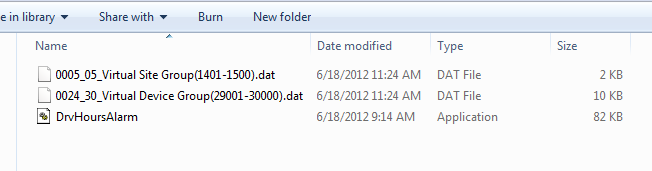 e in library Share with Burn New folder
Name Date modified Type Size
0005_05_Virtual Site Group(1401-1500).dat 6/18/2012 11:24 AM DAT File 2 KB
0024_30_Virtual Device Group(29001-30000).dat 6/18/2012 11:24 AM DAT File 10 KB
DrvHoursAlarm 6/18/2012 9:14 AM Application 82 KB